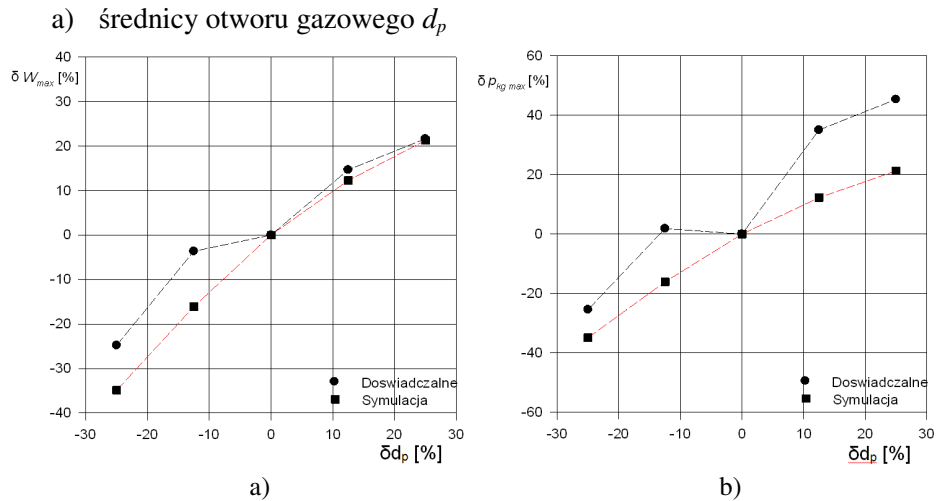 a) średnicy otworu gazowego dp
40
δ Wmax [%]
30
20
10
0
-10
-20
-30
-40
-30
-20
-10
0
10
20
30
Doswiadczalne
Symulacja
δdp [%]
a)
60
δ pkg max [%]
40
20
0
-20
-40
-60
-30
-20
-10
0
10
20
30
Doswiadczalne
Symulacja
δdp [%]
b)